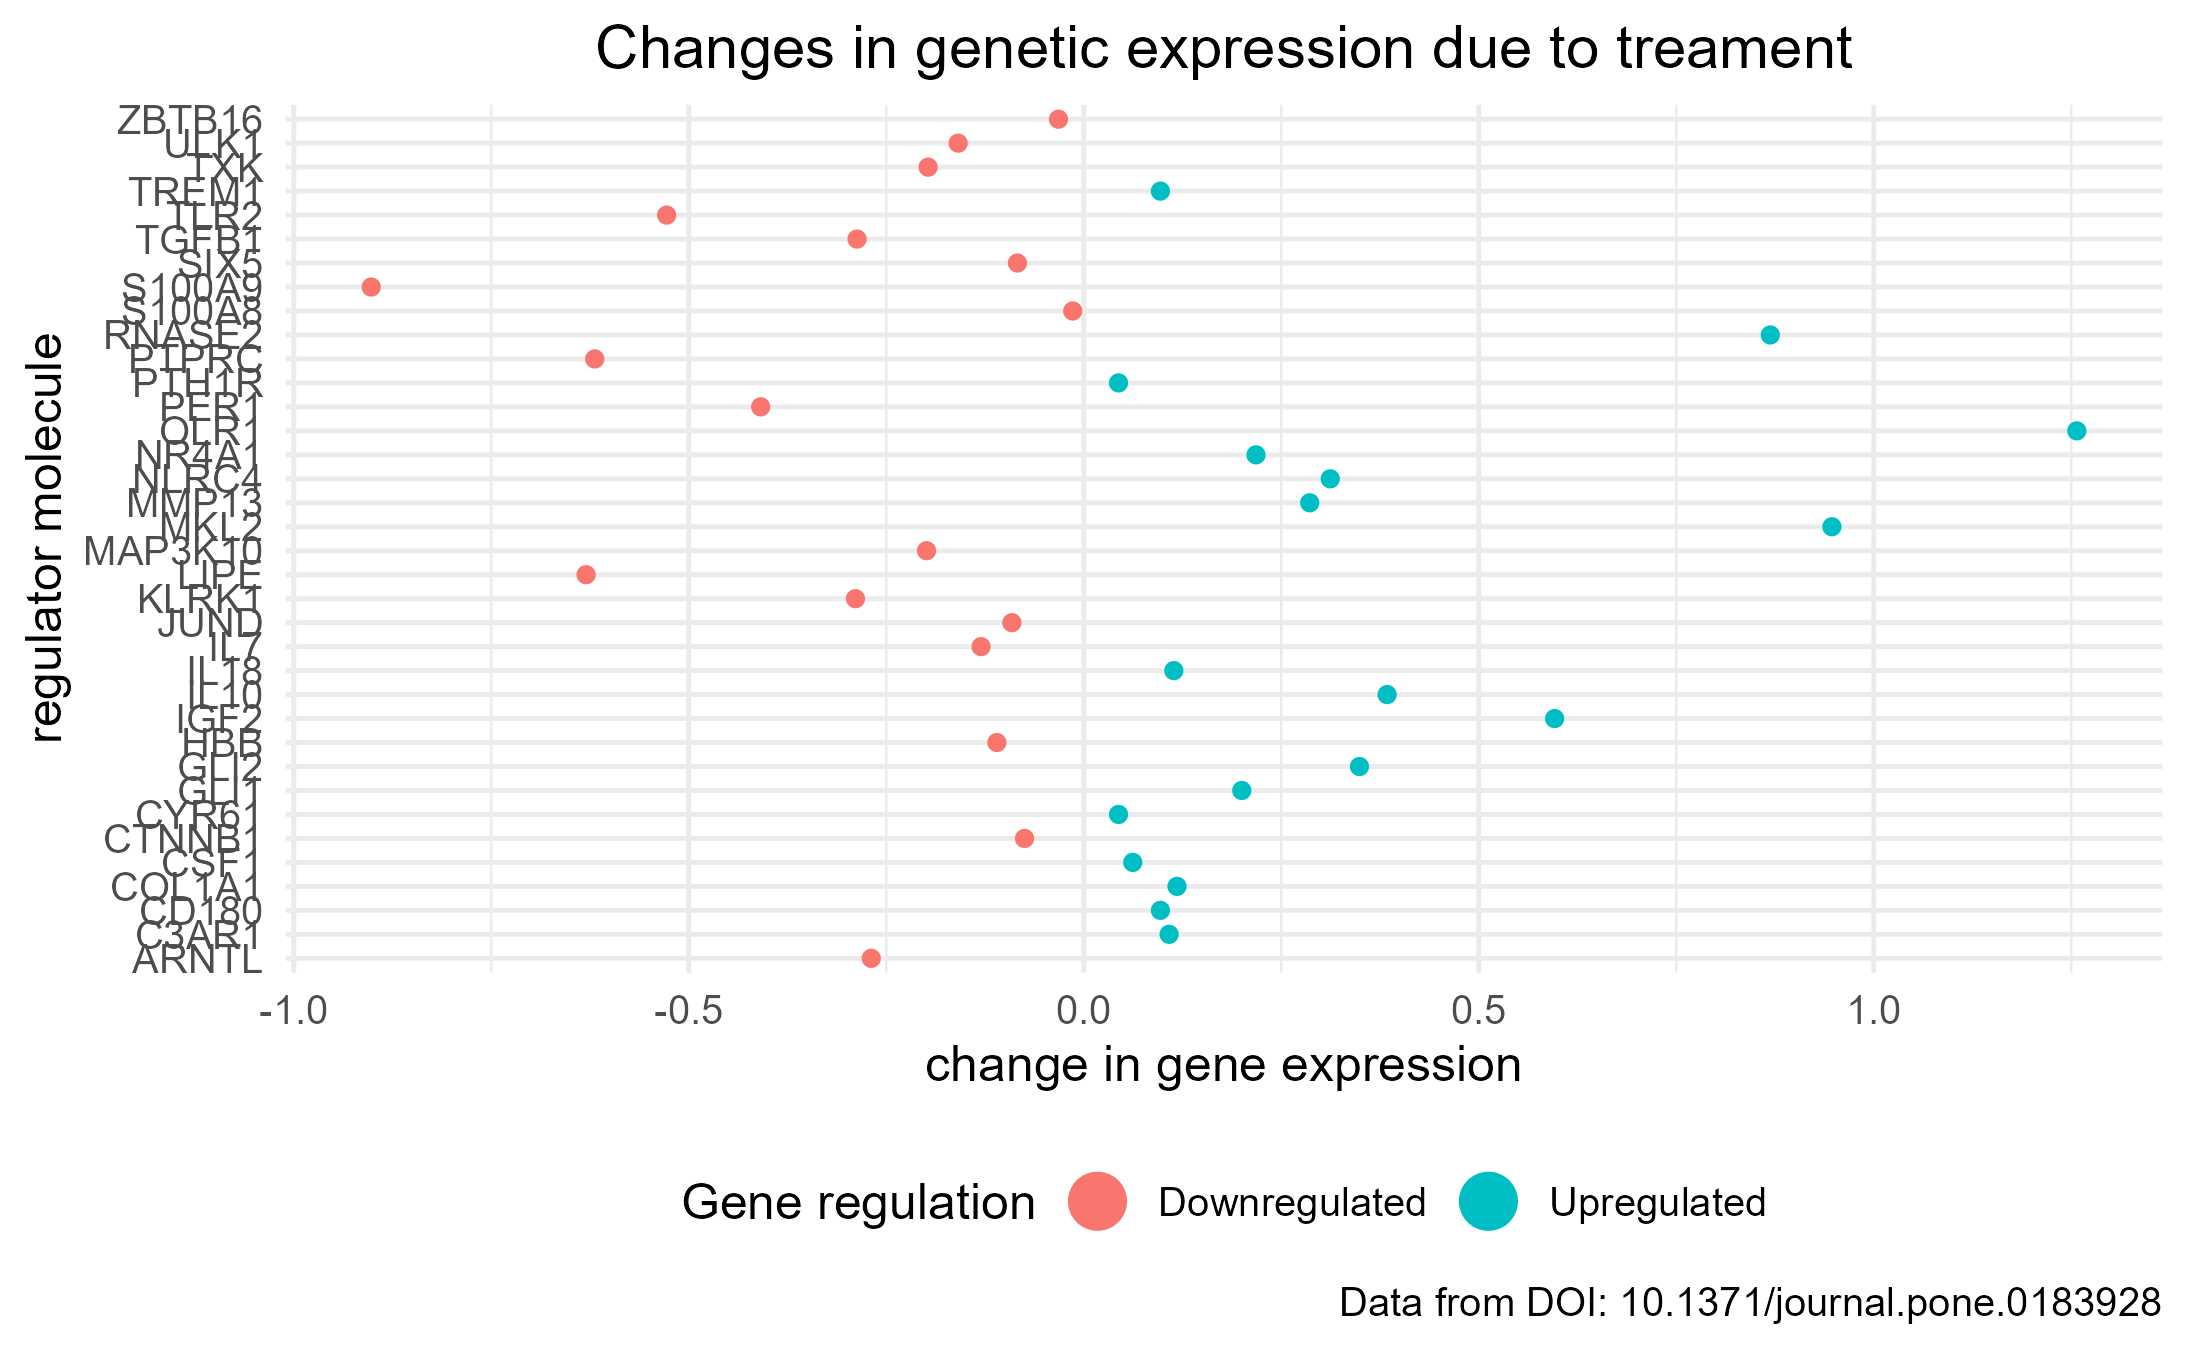 Changes in genetic expression due to treament
regulator molecule
ZBTB16
ULK1
TXK
TREM1
TLR2
TGFB1
SIX5
S100A9
S100A8
RNASE2
PTPRC
PTH1R
PER1
OLR1
NR4A1
NLRC4
MMP13
MKL2
MAP3K10
LIPE
KLRK1
JUND
IL7
IL18
IL10
IGF2
HBB
GLI2
GLI1
CYR61
CTNNB1
CSF1
COL1A1
CD180
C3AR1
ARNTL
-1.0 -0.5 0.0 0.5 1.0
change in gene expression
Gene regulation Downregulated Upregulated
Data from DOI: 10.1371/journal.pone.0183928